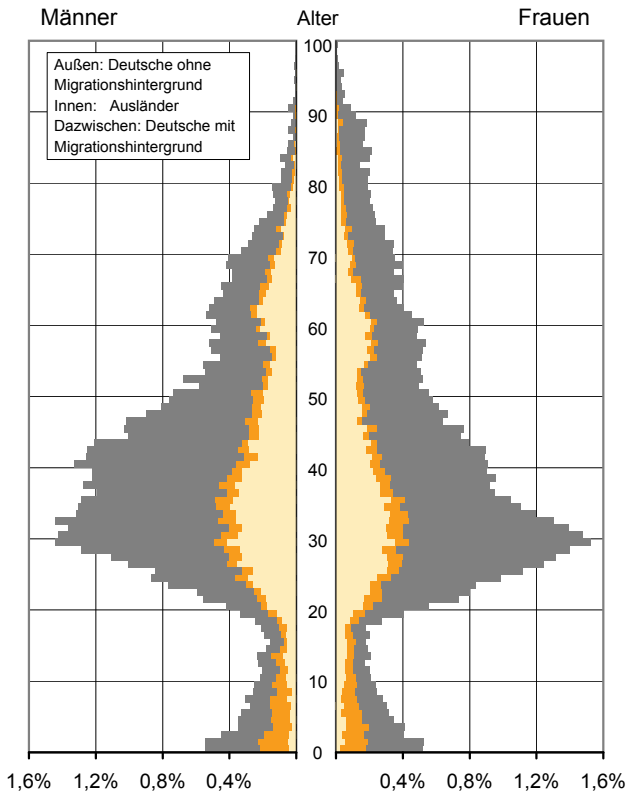 Männer Alter Frauen
100
Außen: Deutsche ohne
Migrationshintergrund
Innen: Ausländer
Dazwischen: Deutsche mit
Migrationshintergrund
90
80
70
60
50
40
30
20
10
0
1,6% 1,2% 0,8% 0,4% 0,4% 0,8% 1,2% 1,6%